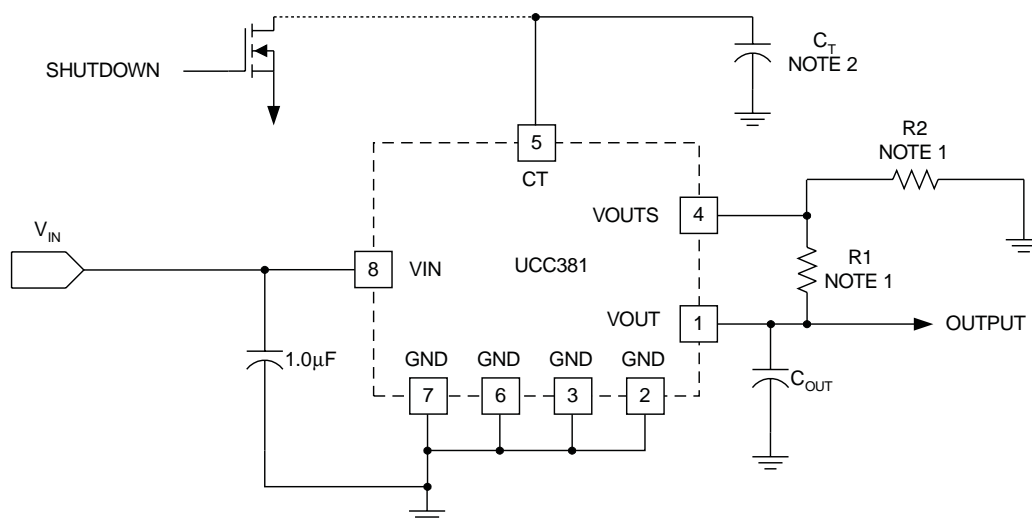 SHUTDOWN
C_T
NOTE 2
5
CT
R2
NOTE 1
VOUTS
4
V_IN
8
VIN
UCC381
R1
NOTE 1
VOUT
1
OUTPUT
1.0µF
GND
GND
GND
GND
7
6
3
2
C_OUT